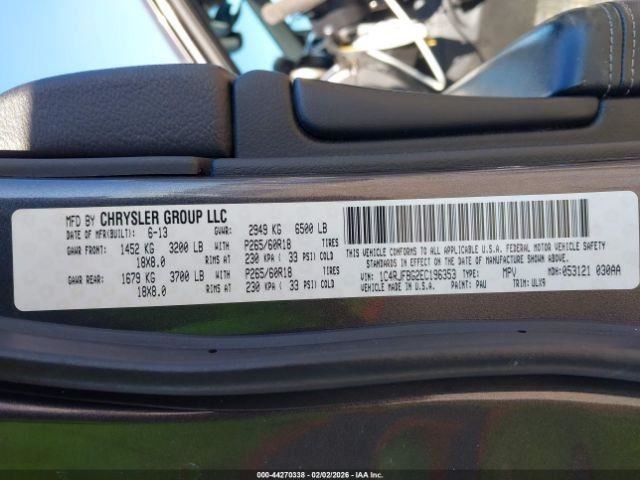 MFD BY CHRYSLER GROUP LLC
DATE OF MFR(BUILT): 6-13 GVWR: 2949 KG 6500 LB
GAWR FRONT: 1452 KG 3200 LB WITH P265/60R18 TIRES
18X8.0 RIMS AT 230 KPA ( 33 PSI) COLD
GAWR REAR: 1679 KG 3700 LB WITH P265/60R18 TIRES
18X8.0 RIMS AT 230 KPA ( 33 PSI) COLD
THIS VEHICLE CONFORMS TO ALL APPLICABLE U.S.A. FEDERAL MOTOR VEHICLE SAFETY
STANDARDS IN EFFECT ON THE DATE OF MANUFACTURE SHOWN ABOVE.
VIN: 1C4RJFBG2EC196353 TYPE: MPV MDH: 053121 030AA
VEHICLE MADE IN U.S.A. PAINT: PAU TRIM: ULX9
000-44270338 - 02/02/2026 - IAAI.COM